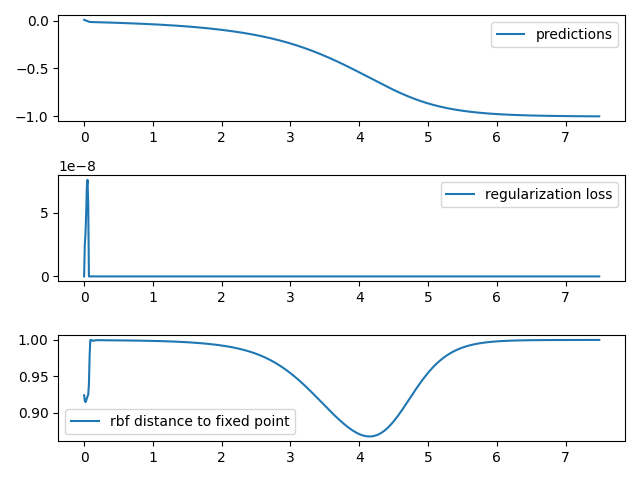 0.0
−0.5
−1.0
predictions
0 1 2 3 4 5 6 7
1e−8
5
0
regularization loss
0 1 2 3 4 5 6 7
1.00
0.95
0.90
rbf distance to fixed point
0 1 2 3 4 5 6 7